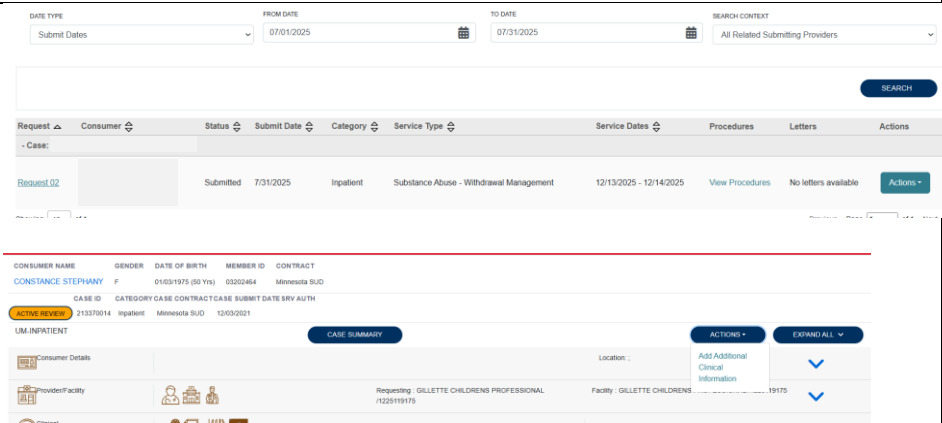 DATE TYPE FROM DATE TO DATE SEARCH CONTEXT
Submit Dates 07/01/2025 07/31/2025 All Related Submitting Providers
SEARCH
Request Consumer Status Submit Date Category Service Type Service Dates Procedures Letters Actions
- Case:
Request 02 Submitted 7/31/2025 Inpatient Substance Abuse - Withdrawal Management 12/13/2025 - 12/14/2025 View Procedures No letters available Actions
CONSUMER NAME GENDER DATE OF BIRTH MEMBER ID CONTRACT
CONSTANCE STEPHANY F 01/03/1975 (50 Yrs) 03202464 Minnesota SUD
CASE ID CATEGORY CASE CONTRACT CASE SUBMIT DATE SRV AUTH
ACTIVE REVIEW 213370014 Inpatient Minnesota SUD 12/03/2021
UM-INPATIENT CASE SUMMARY ACTIONS EXPAND ALL
Consumer Details Location : ; Add Additional
Clinical
Information
Provider/Facility Requesting : GILLETTE CHILDRENS PROFESSIONAL Facility : GILLETTE CHILDRENS 19175
/1225119175
Clinical